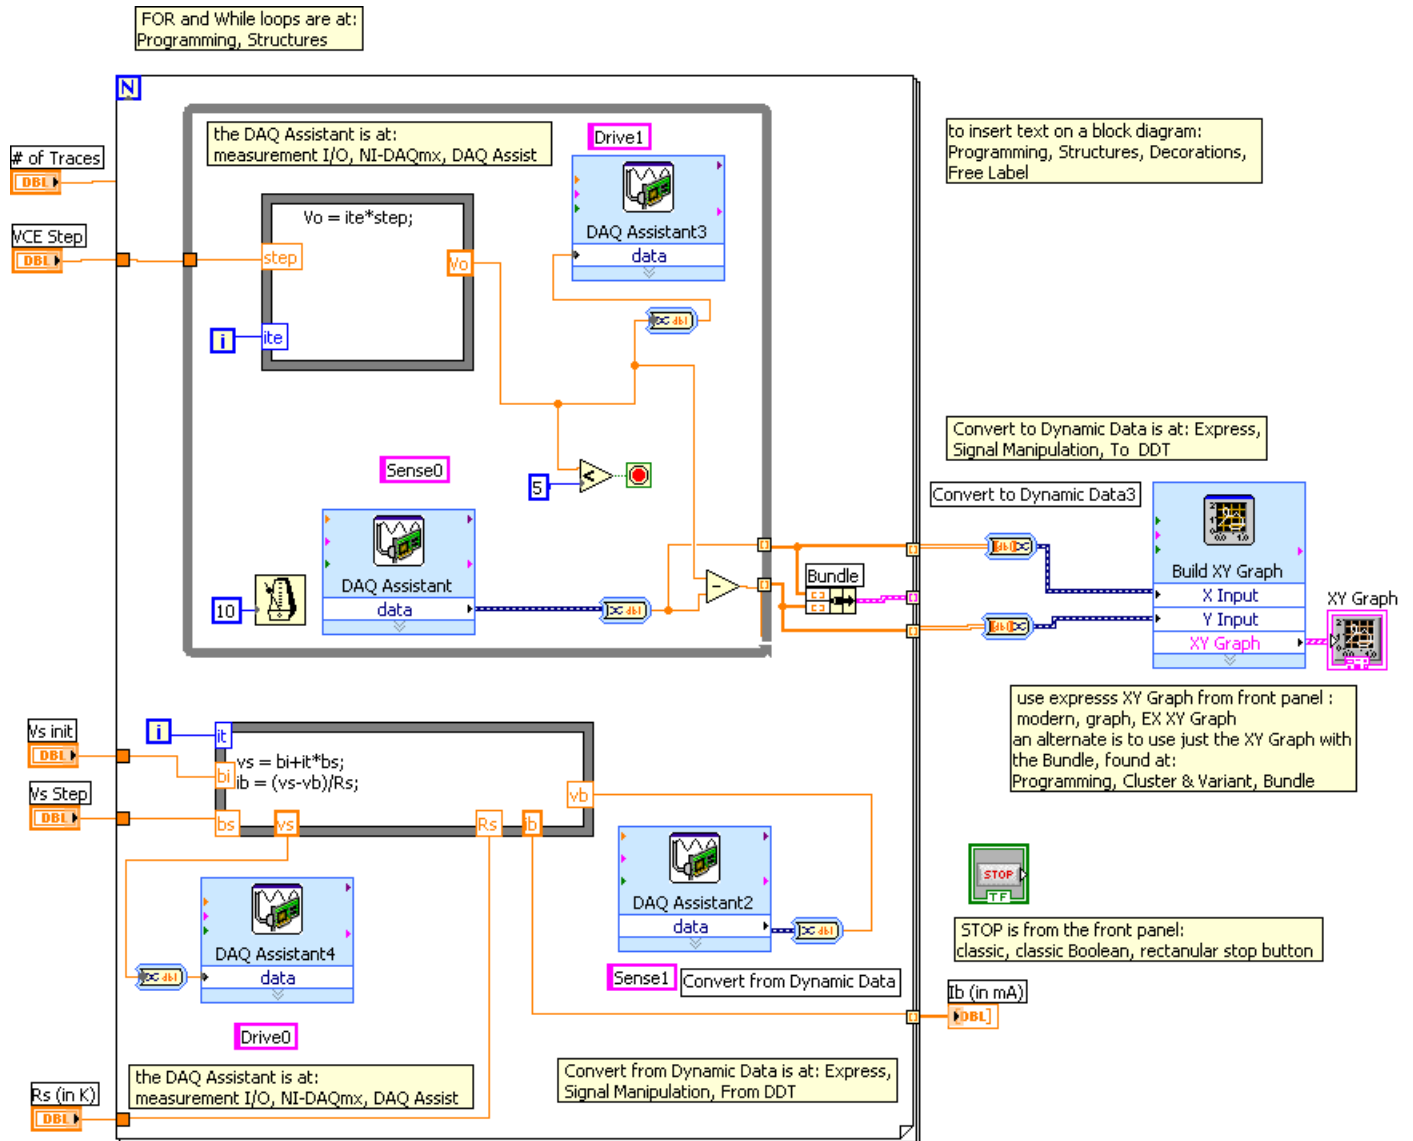 FOR and While loops are at:
Programming, Structures
N
the DAQ Assistant is at:
measurement I/O, NI-DAQmx, DAQ Assist
Drive1
to insert text on a block diagram:
Programming, Structures, Decorations,
Free Label
# of Traces
DBL
Vo = ite*step;
DAQ Assistant3
data
VCE Step
DBL
step
Vo
dbl
i
ite
Convert to Dynamic Data is at: Express,
Signal Manipulation, To DDT
Sense0
5
<
Convert to Dynamic Data3
DAQ Assistant
data
10
dbl
-
Bundle
dbl
dbl
Build XY Graph
X Input
Y Input
XY Graph
XY Graph
use expresss XY Graph from front panel :
modern, graph, EX XY Graph
an alternate is to use just the XY Graph with
the Bundle, found at:
Programming, Cluster & Variant, Bundle
Vs init
DBL
i
it
vs = bi+it*bs;
ib = (vs-vb)/Rs;
bi
vb
Vs Step
DBL
bs
vs
Rs
ib
DAQ Assistant2
data
dbl
STOP
TF
STOP is from the front panel:
classic, classic Boolean, rectanular stop button
DAQ Assistant4
data
dbl
Sense1
Convert from Dynamic Data
Ib (in mA)
DBL
Drive0
the DAQ Assistant is at:
measurement I/O, NI-DAQmx, DAQ Assist
Convert from Dynamic Data is at: Express,
Signal Manipulation, From DDT
Rs (in K)
DBL